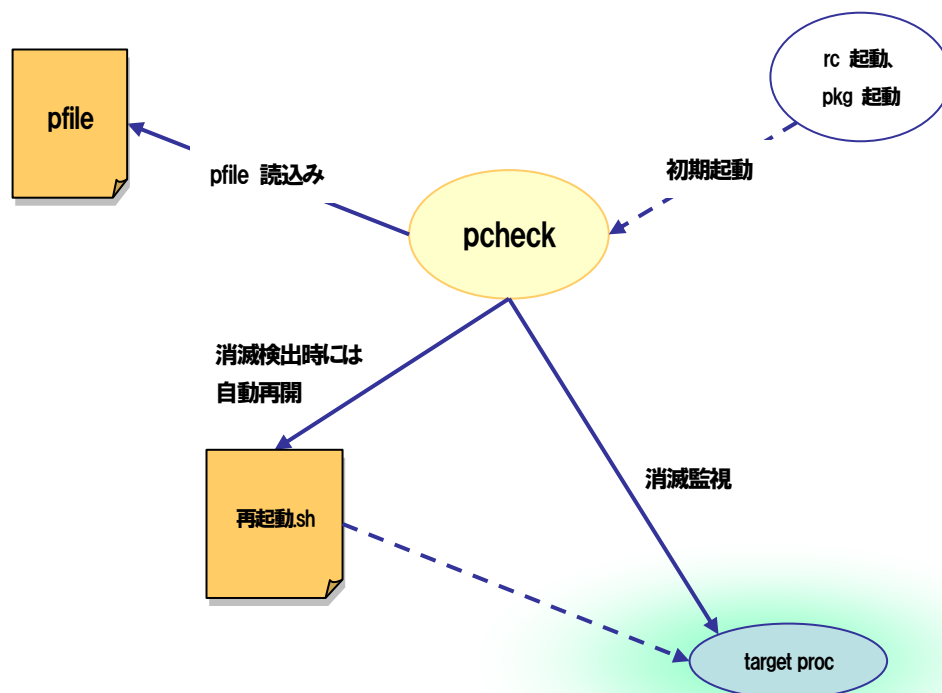 rc 起動、
pkg 起動
pfile
pfile 読込み
初期起動
pcheck
消滅検出時には
自動再開
消滅監視
再起動.sh
target proc